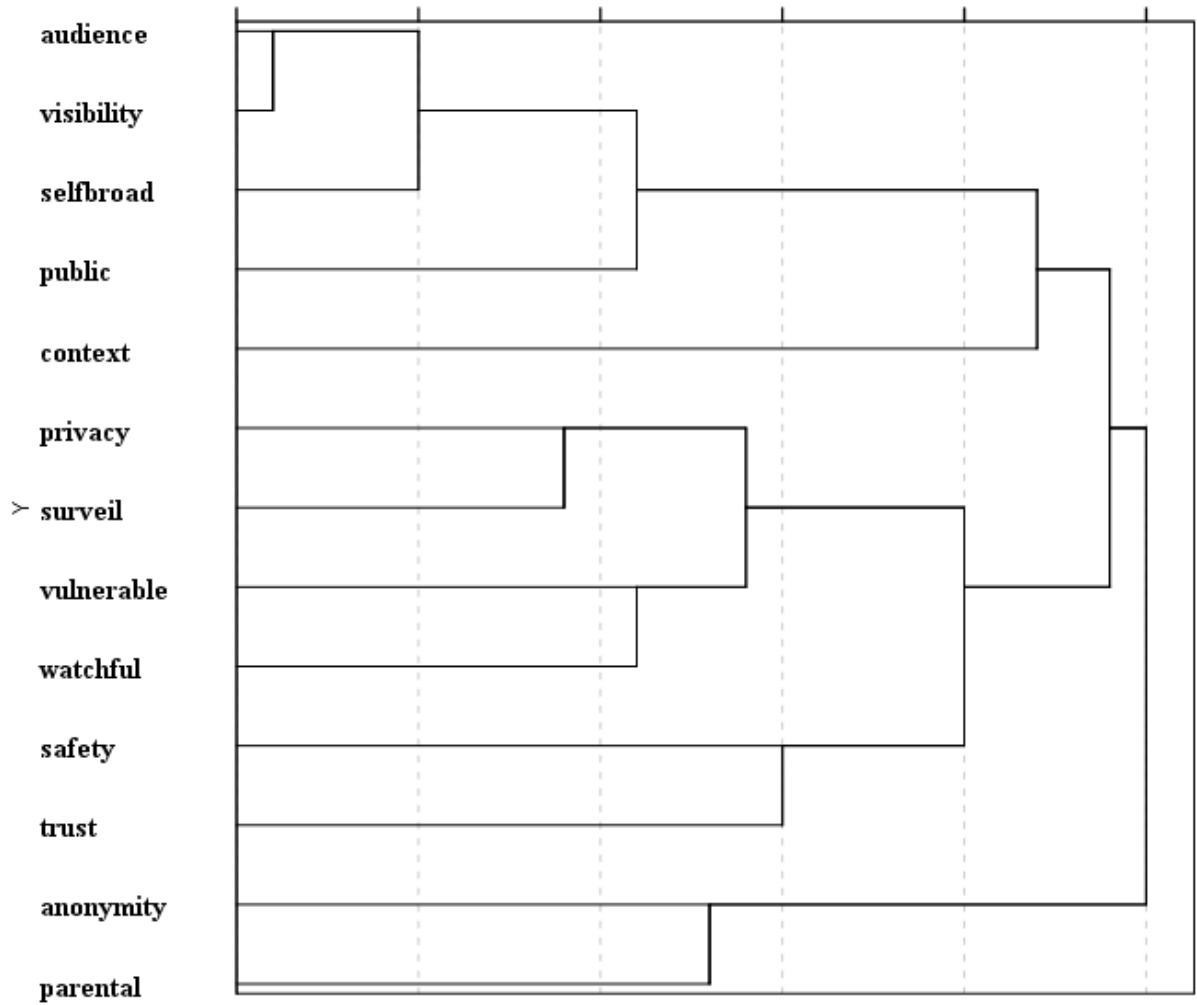 audience
visibility
selfbroad
public
context
privacy
Y
surveil
vulnerable
watchful
safety
trust
anonymity
parental